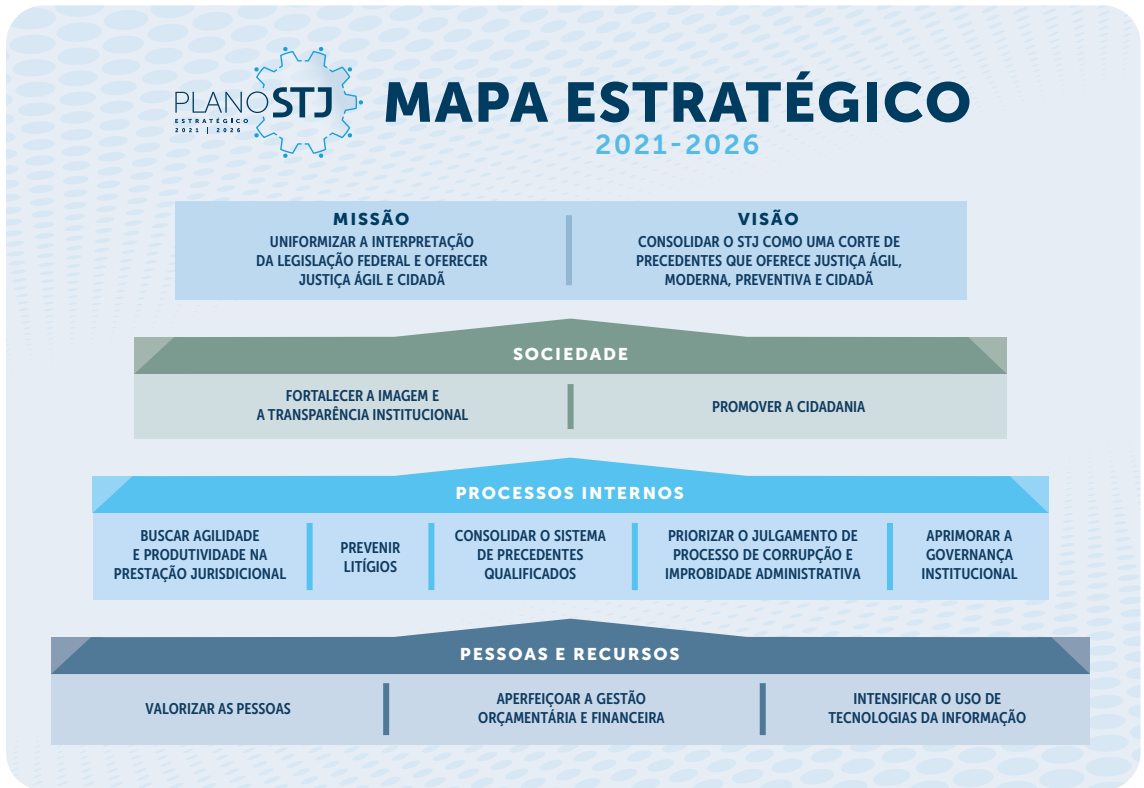 PLANO STJ
ESTRATÉGICO
2021 | 2026
MAPA ESTRATÉGICO
2021-2026
MISSÃO
UNIFORMIZAR A INTERPRETAÇÃO
DA LEGISLAÇÃO FEDERAL E OFERECER
JUSTIÇA ÁGIL E CIDADÃ
VISÃO
CONSOLIDAR O STJ COMO UMA CORTE DE
PRECEDENTES QUE OFERECE JUSTIÇA ÁGIL,
MODERNA, PREVENTIVA E CIDADÃ
SOCIEDADE
FORTALECER A IMAGEM E
A TRANSPARÊNCIA INSTITUCIONAL
PROMOVER A CIDADANIA
PROCESSOS INTERNOS
BUSCAR AGILIDADE
E PRODUTIVIDADE NA
PRESTAÇÃO JURISDICIONAL
PREVENIR
LITÍGIOS
CONSOLIDAR O SISTEMA
DE PRECEDENTES
QUALIFICADOS
PRIORIZAR O JULGAMENTO DE
PROCESSO DE CORRUPÇÃO E
IMPROBIDADE ADMINISTRATIVA
APRIMORAR A
GOVERNANÇA
INSTITUCIONAL
PESSOAS E RECURSOS
VALORIZAR AS PESSOAS
APERFEIÇOAR A GESTÃO
ORÇAMENTÁRIA E FINANCEIRA
INTENSIFICAR O USO DE
TECNOLOGIAS DA INFORMAÇÃO